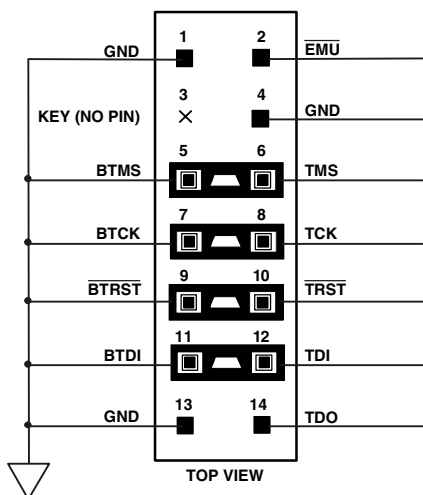 1 2
GND EMU
3 4
KEY (NO PIN) GND
5 6
BTMS TMS
7 8
BTCK TCK
9 10
BTRST TRST
11 12
BTDI TDI
13 14
GND TDO
TOP VIEW